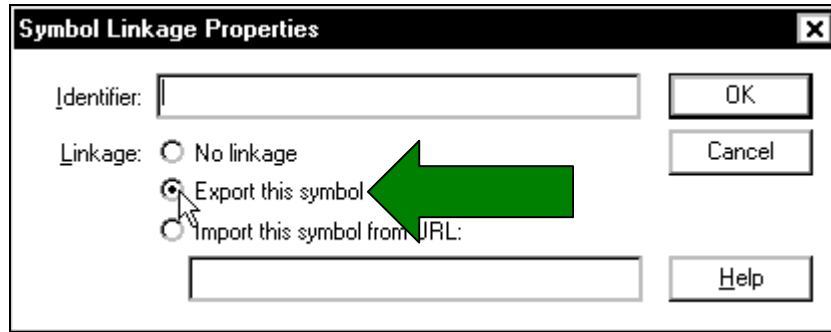 Symbol Linkage Properties
Identifier:
OK
Linkage:
No linkage
Cancel
Export this symbol
Import this symbol from URL:
Help